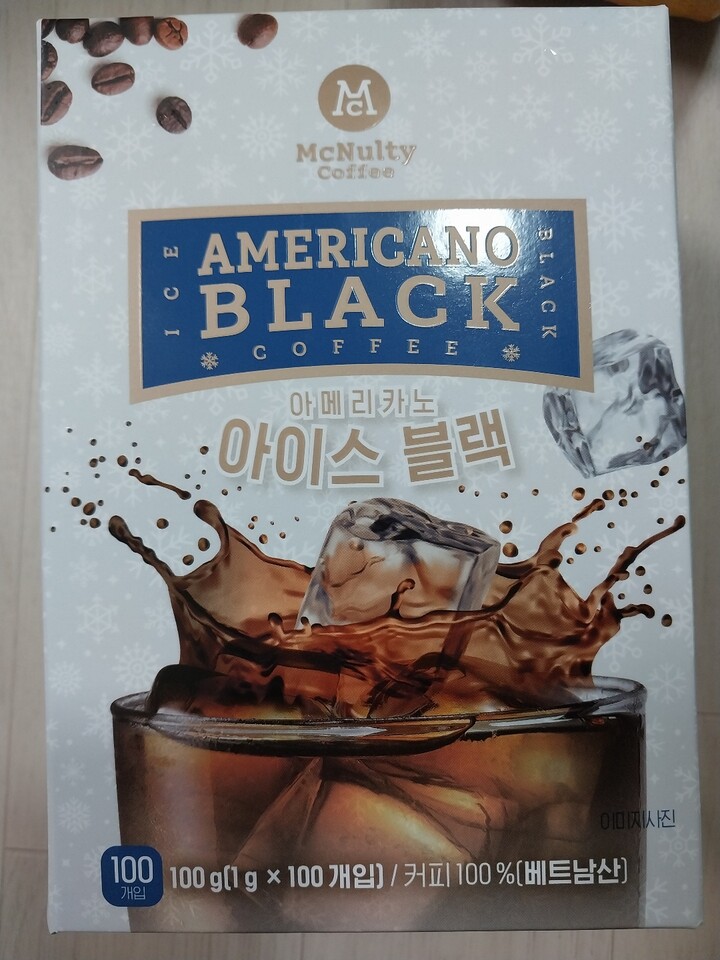 Mc
McNulty
Coffee
ICE
AMERICANO
BLACK
COFFEE
BLACK
아메리카노
아이스 블랙
이미지사진
100
개입
100 g(1 g × 100 개입) / 커피 100 %(베트남산)